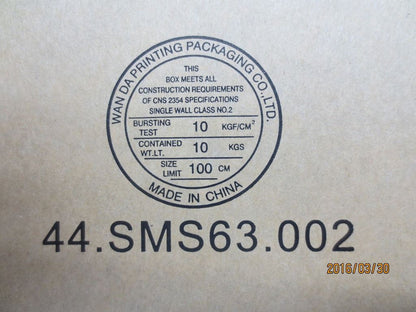 WAN DA PRINTING PACKAGING CO.,LTD.
THIS
BOX MEETS ALL
CONSTRUCTION REQUIREMENTS
OF CNS 2354 SPECIFICATIONS
SINGLE WALL CLASS NO.2
BURSTING TEST 10 KGF/CM²
CONTAINED WT.LT. 10 KGS
SIZE LIMIT 100 CM
MADE IN CHINA
44.SMS63.002
2016/03/30